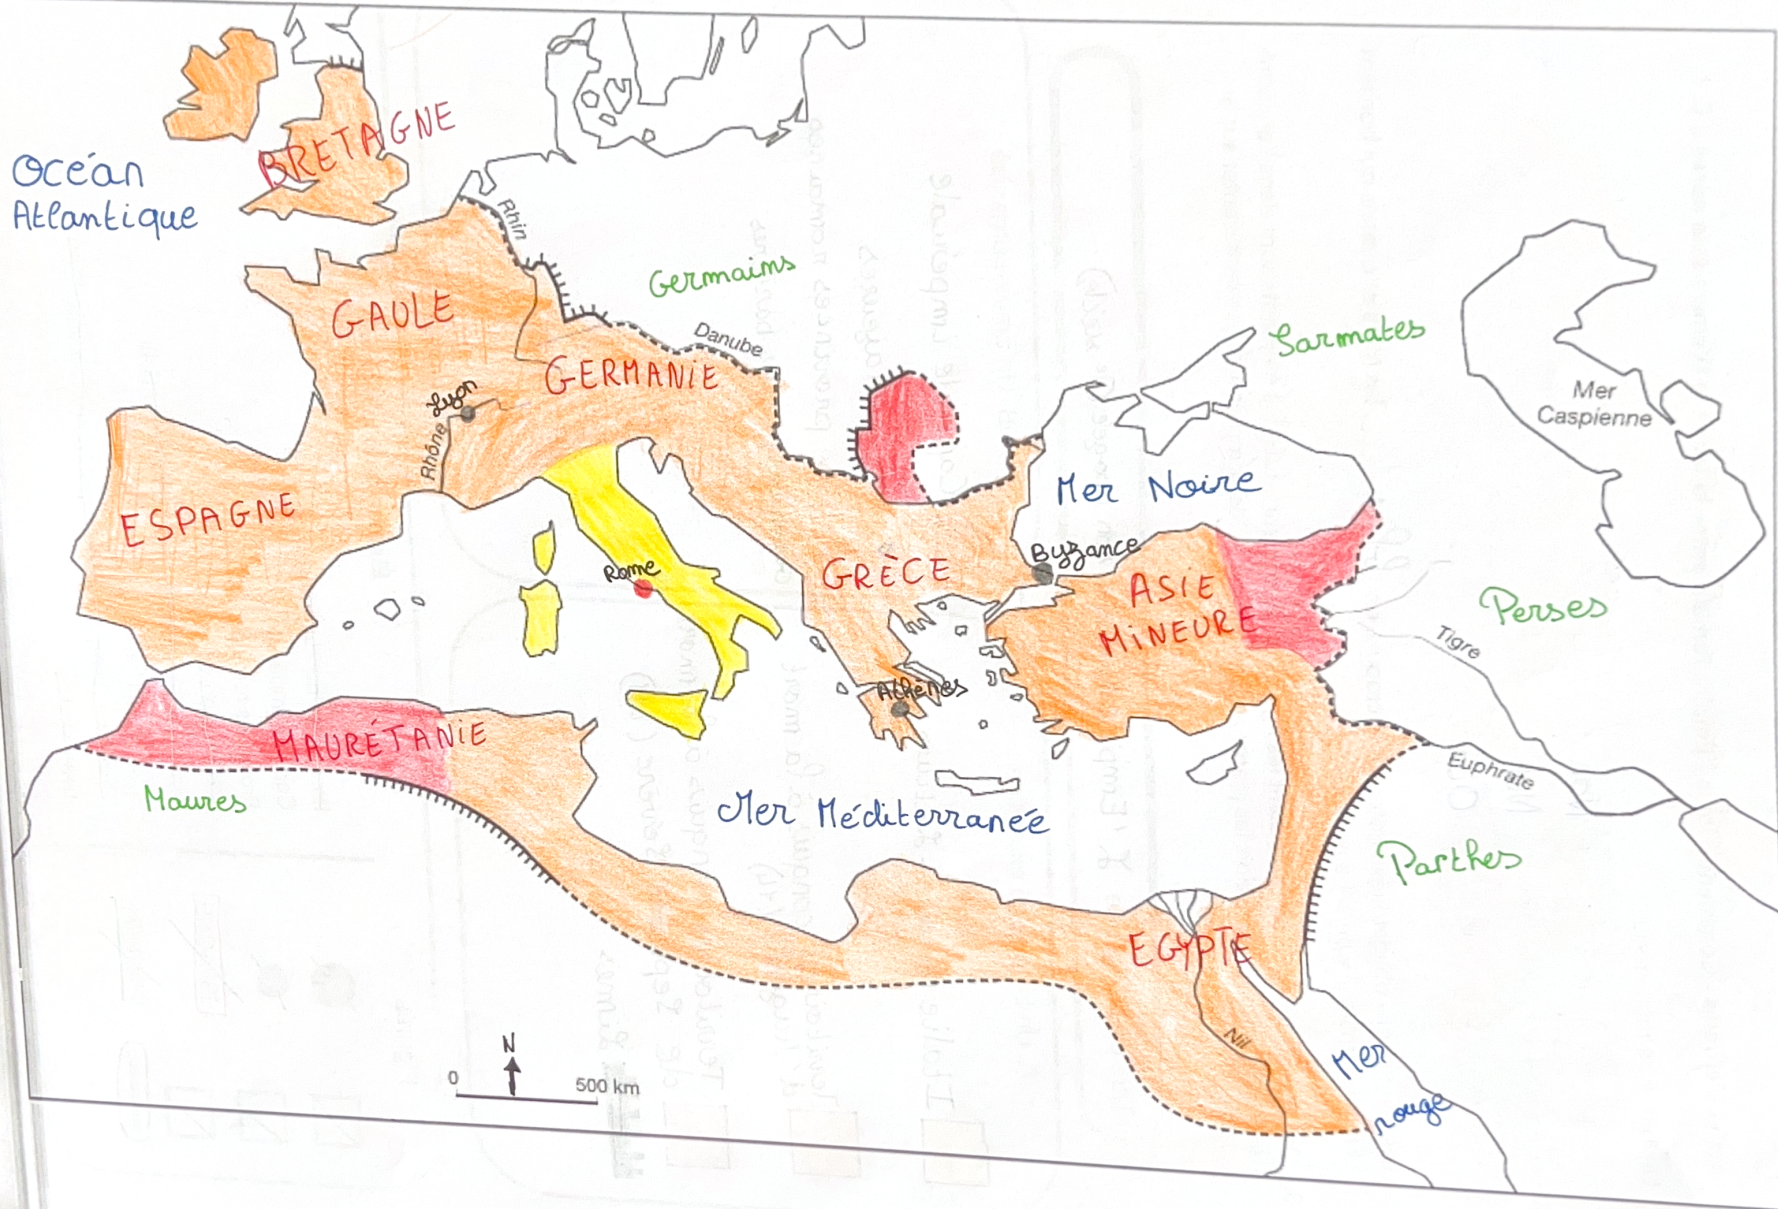 BRETAGNE
Océan
Atlantique
Rhin
Germains
GAULE
Danube
Sarmates
GERMANIE
Lyon
Rhône
Mer
Caspienne
ESPAGNE
Mer Noire
Byzance
Rome
GRÈCE
ASIE
MINEURE
Perses
Tigre
Athènes
MAURÉTANIE
Maures
Mer Méditerranée
Euphrate
Parthes
EGYPTE
Nil
Mer
rouge
N
0 500 km